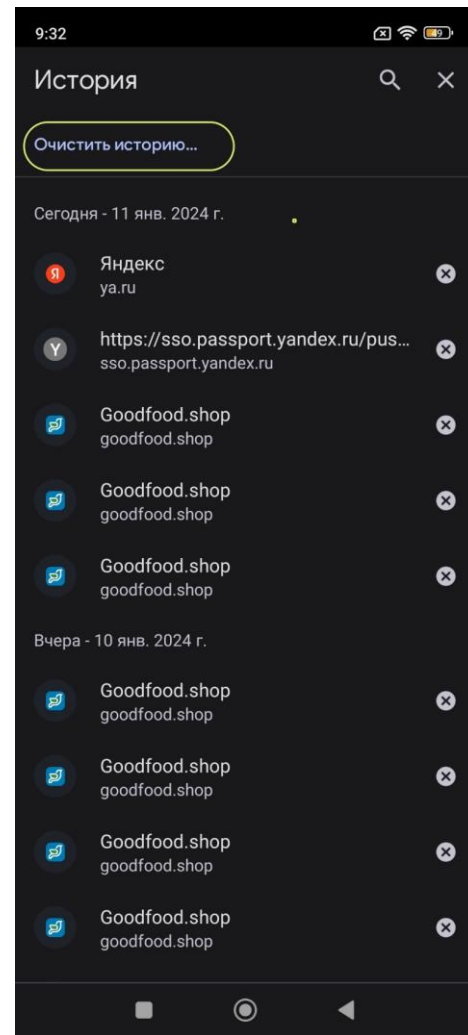 9:32
49
История
Очистить историю...
Сегодня - 11 янв. 2024 г.
Я
Яндекс
ya.ru
Y
https://sso.passport.yandex.ru/pus...
sso.passport.yandex.ru
Goodfood.shop
goodfood.shop
Goodfood.shop
goodfood.shop
Goodfood.shop
goodfood.shop
Вчера - 10 янв. 2024 г.
Goodfood.shop
goodfood.shop
Goodfood.shop
goodfood.shop
Goodfood.shop
goodfood.shop
Goodfood.shop
goodfood.shop